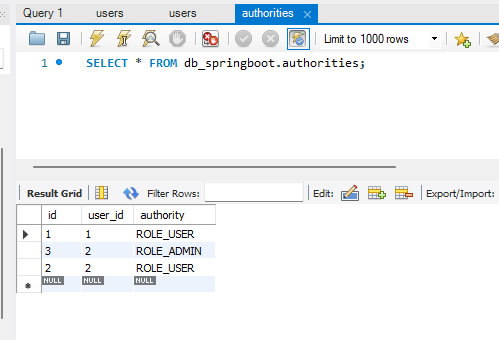 Query 1 users users authorities
Limit to 1000 rows
1 SELECT * FROM db_springboot.authorities;
Result Grid Filter Rows: Edit: Export/Import:
id user_id authority
1 1 ROLE_USER
3 2 ROLE_ADMIN
2 2 ROLE_USER
NULL NULL NULL